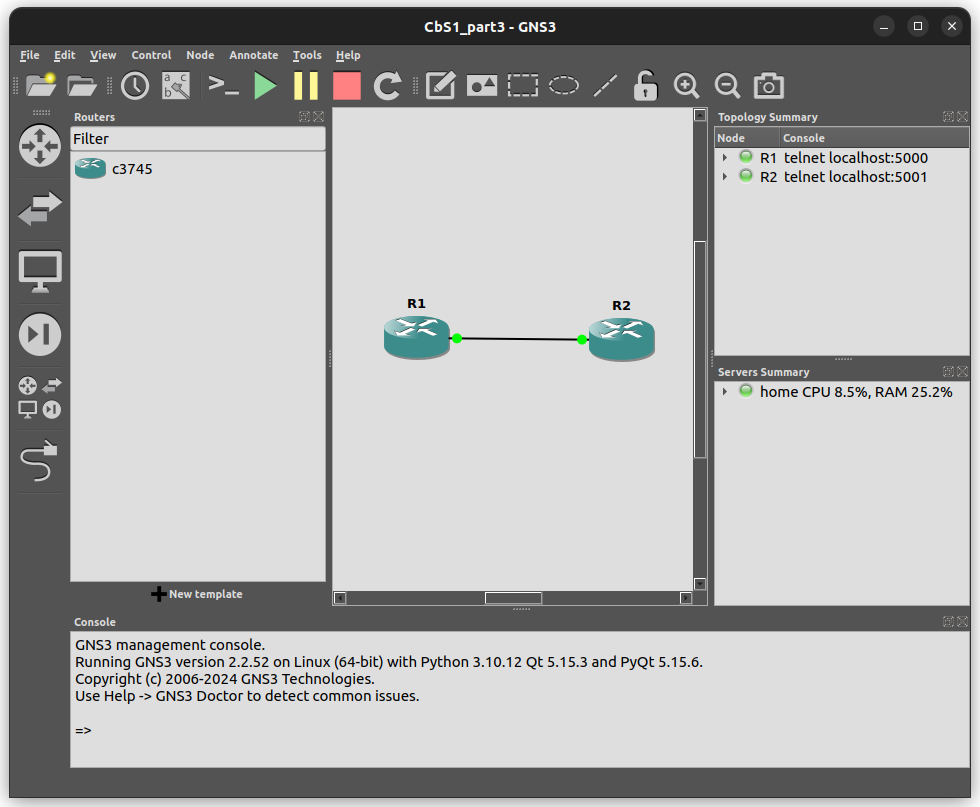 CbS1_part3 - GNS3
File Edit View Control Node Annotate Tools Help
a c
b
Routers
Filter
c3745
New template
R1
R2
Topology Summary
Node Console
R1 telnet localhost:5000
R2 telnet localhost:5001
Servers Summary
home CPU 8.5%, RAM 25.2%
Console
GNS3 management console.
Running GNS3 version 2.2.52 on Linux (64-bit) with Python 3.10.12 Qt 5.15.3 and PyQt 5.15.6.
Copyright (c) 2006-2024 GNS3 Technologies.
Use Help -> GNS3 Doctor to detect common issues.
=>